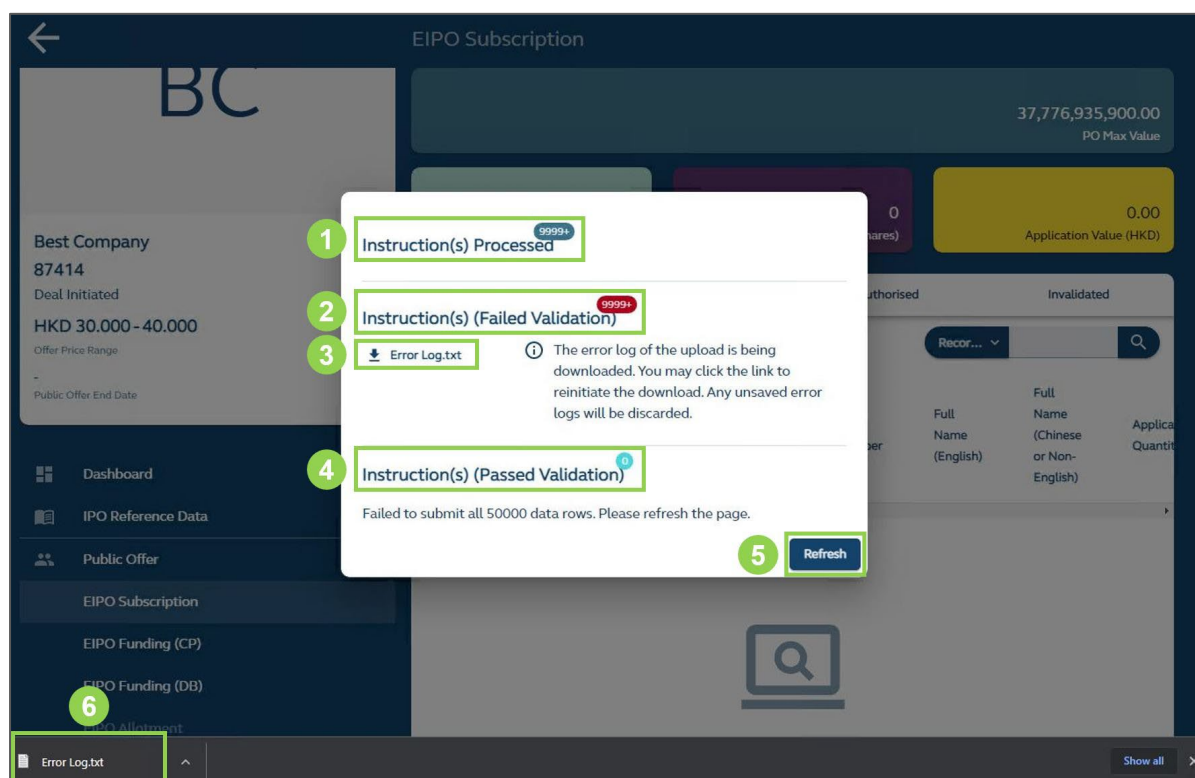 EIPO Subscription
BC
37,776,935,900.00
PO Max Value
0
0.00
Application Value (HKD)
Best Company
87414
Deal Initiated
HKD 30.000 - 40.000
Offer Price Range
-
Public Offer End Date
1
Instruction(s) Processed
9999+
2
Instruction(s) (Failed Validation)
9999+
3
Error Log.txt
The error log of the upload is being
downloaded. You may click the link to
reinitiate the download. Any unsaved error
logs will be discarded.
4
Instruction(s) (Passed Validation)
0
Failed to submit all 50000 data rows. Please refresh the page.
5
Refresh
Invalidated
Recor...
Full
Name
(English)
Full
Name
(Chinese
or Non-
English)
Applica
Quantit
Dashboard
IPO Reference Data
Public Offer
EIPO Subscription
EIPO Funding (CP)
EIPO Funding (DB)
6
EIPO Allotment
Error Log.txt
Show all